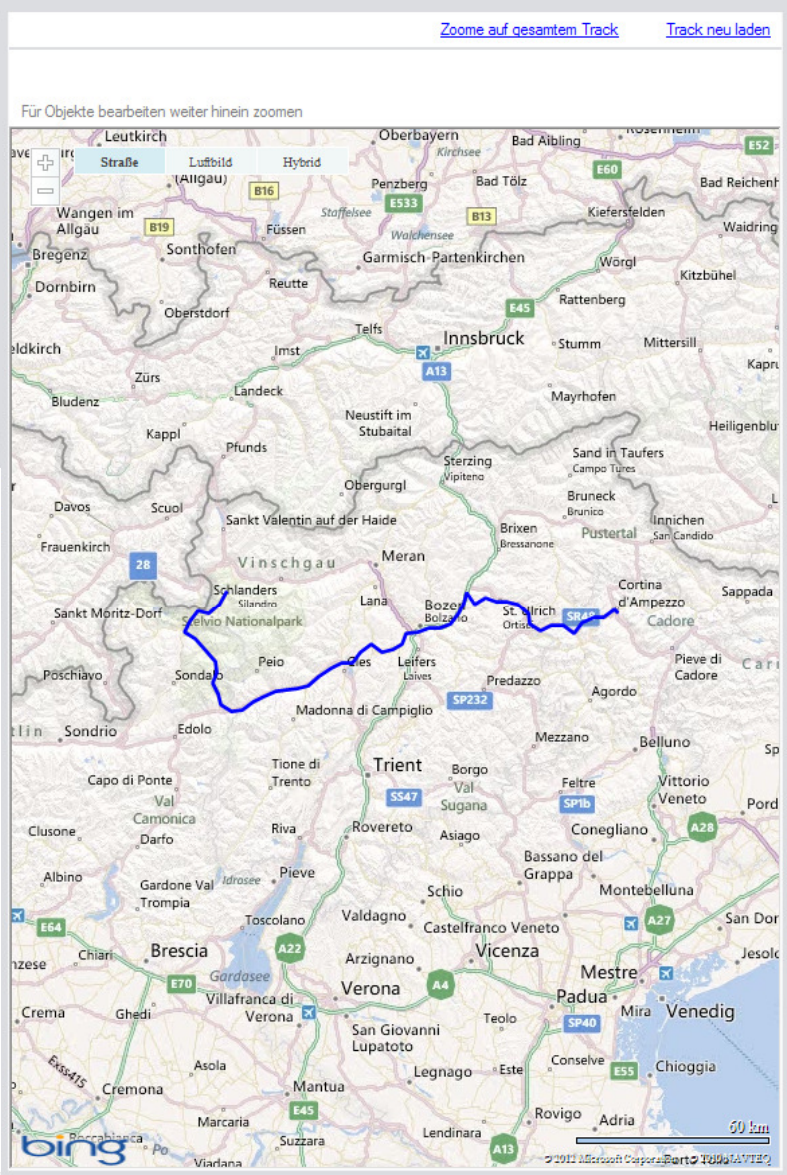 Zoome auf gesamtem Track Track neu laden
Für Objekte bearbeiten weiter hinein zoomen
Leutkirch
(Allgäu)
Straße Luftbild Hybrid
Oberbayern
Kirchsee
Bad Aibling
E52
B16
Penzberg
Bad Tölz
E60
E533
B13
Wangen im
Allgäu
B19
Füssen
Staffelsee
Walchensee
Kiefersfelden
Waidring
Bregenz
Sonthofen
Garmisch-Partenkirchen
Wörgl
Kitzbühel
Dornbirn
Reutte
Oberstdorf
E45
Rattenberg
Telfs
Innsbruck
Stumm
Mittersill
Imst
A13
Zürs
Landeck
Mayrhofen
Bludenz
Neustift im
Stubaital
Kappl
Pfunds
Sterzing
Vipiteno
Sand in Taufers
Campo Tures
Obergurgl
Bruneck
Brunico
Davos
Scuol
Sankt Valentin auf der Haide
Brixen
Bressanone
Pustertal
Innichen
San Candido
Frauenkirch
28
Vinschgau
Meran
Schlanders
Silandro
Lana
Cortina
d'Ampezzo
Sappada
Sankt Moritz-Dorf
Stelvio Nationalpark
Bozen
Bolzano
St. Ulrich
SR48
Cadore
Poschiavo
Sondalo
Peio
Cles
Leifers
Laives
Pieve di
Cadore
Predazzo
Agordo
SP232
Madonna di Campiglio
Sondrio
Edolo
Mezzano
Belluno
Capo di Ponte
Tione di
Trento
Trient
Borgo
Val
Sugana
Feltre
SP1b
Vittorio
Veneto
SS47
Val
Camonica
Clusone
Darfo
Riva
Rovereto
Asiago
Conegliano
A28
Albino
Gardone Val
Trompia
Idrosee
Pieve
Bassano del
Grappa
Montebelluna
Schio
E64
Toscolano
Valdagno
Castelfranco Veneto
A27
Chiari
Brescia
A22
Arzignano
Vicenza
E70
Gardasee
Verona
A4
Mestre
Crema
Ghedi
Villafranca di
Verona
Padua
Mira
Venedig
San Giovanni
Lupatoto
Teolo
SP40
Exss415
Asola
Legnago
Este
Conselve
E55
Chioggia
Cremona
Mantua
E45
Marcaria
Rovigo
Adria
60 km
bing
Po
Viadana
Suzzara
Lendinara
A13